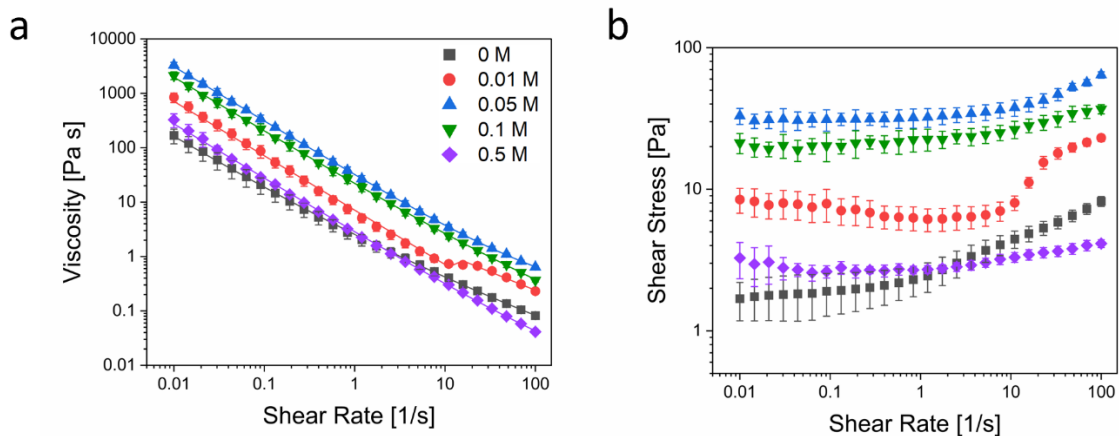 a
10000
1000
100
10
1
0.1
0.01
Viscosity [Pa s]
0 M
0.01 M
0.05 M
0.1 M
0.5 M
0.01
0.1
1
10
100
Shear Rate [1/s]
b
100
10
1
Shear Stress [Pa]
0.01
0.1
1
10
100
Shear Rate [1/s]